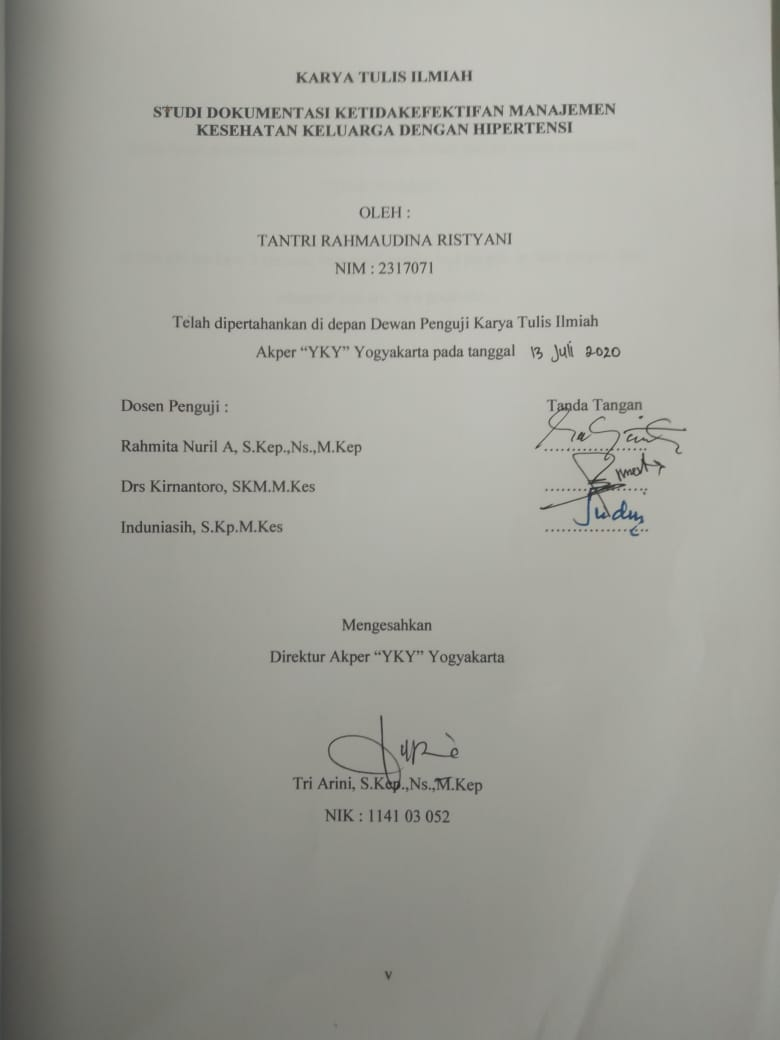 KARYA TULIS ILMIAH
STUDI DOKUMENTASI KETIDAKEFEKTIFAN MANAJEMEN
KESEHATAN KELUARGA DENGAN HIPERTENSI
OLEH :
TANTRI RAHMAUDINA RISTYANI
NIM : 2317071
Telah dipertahankan di depan Dewan Penguji Karya Tulis Ilmiah
Akper “YKY” Yogyakarta pada tanggal 13 Juli 2020
Dosen Penguji : Tanda Tangan
Rahmita Nuril A, S.Kep.,Ns.,M.Kep ....................
Drs Kirnantoro, SKM.M.Kes ....................
Induniasih, S.Kp.M.Kes ....................
Mengesahkan
Direktur Akper “YKY” Yogyakarta
Tri Arini, S.Kep.,Ns.,M.Kep
NIK : 1141 03 052
v